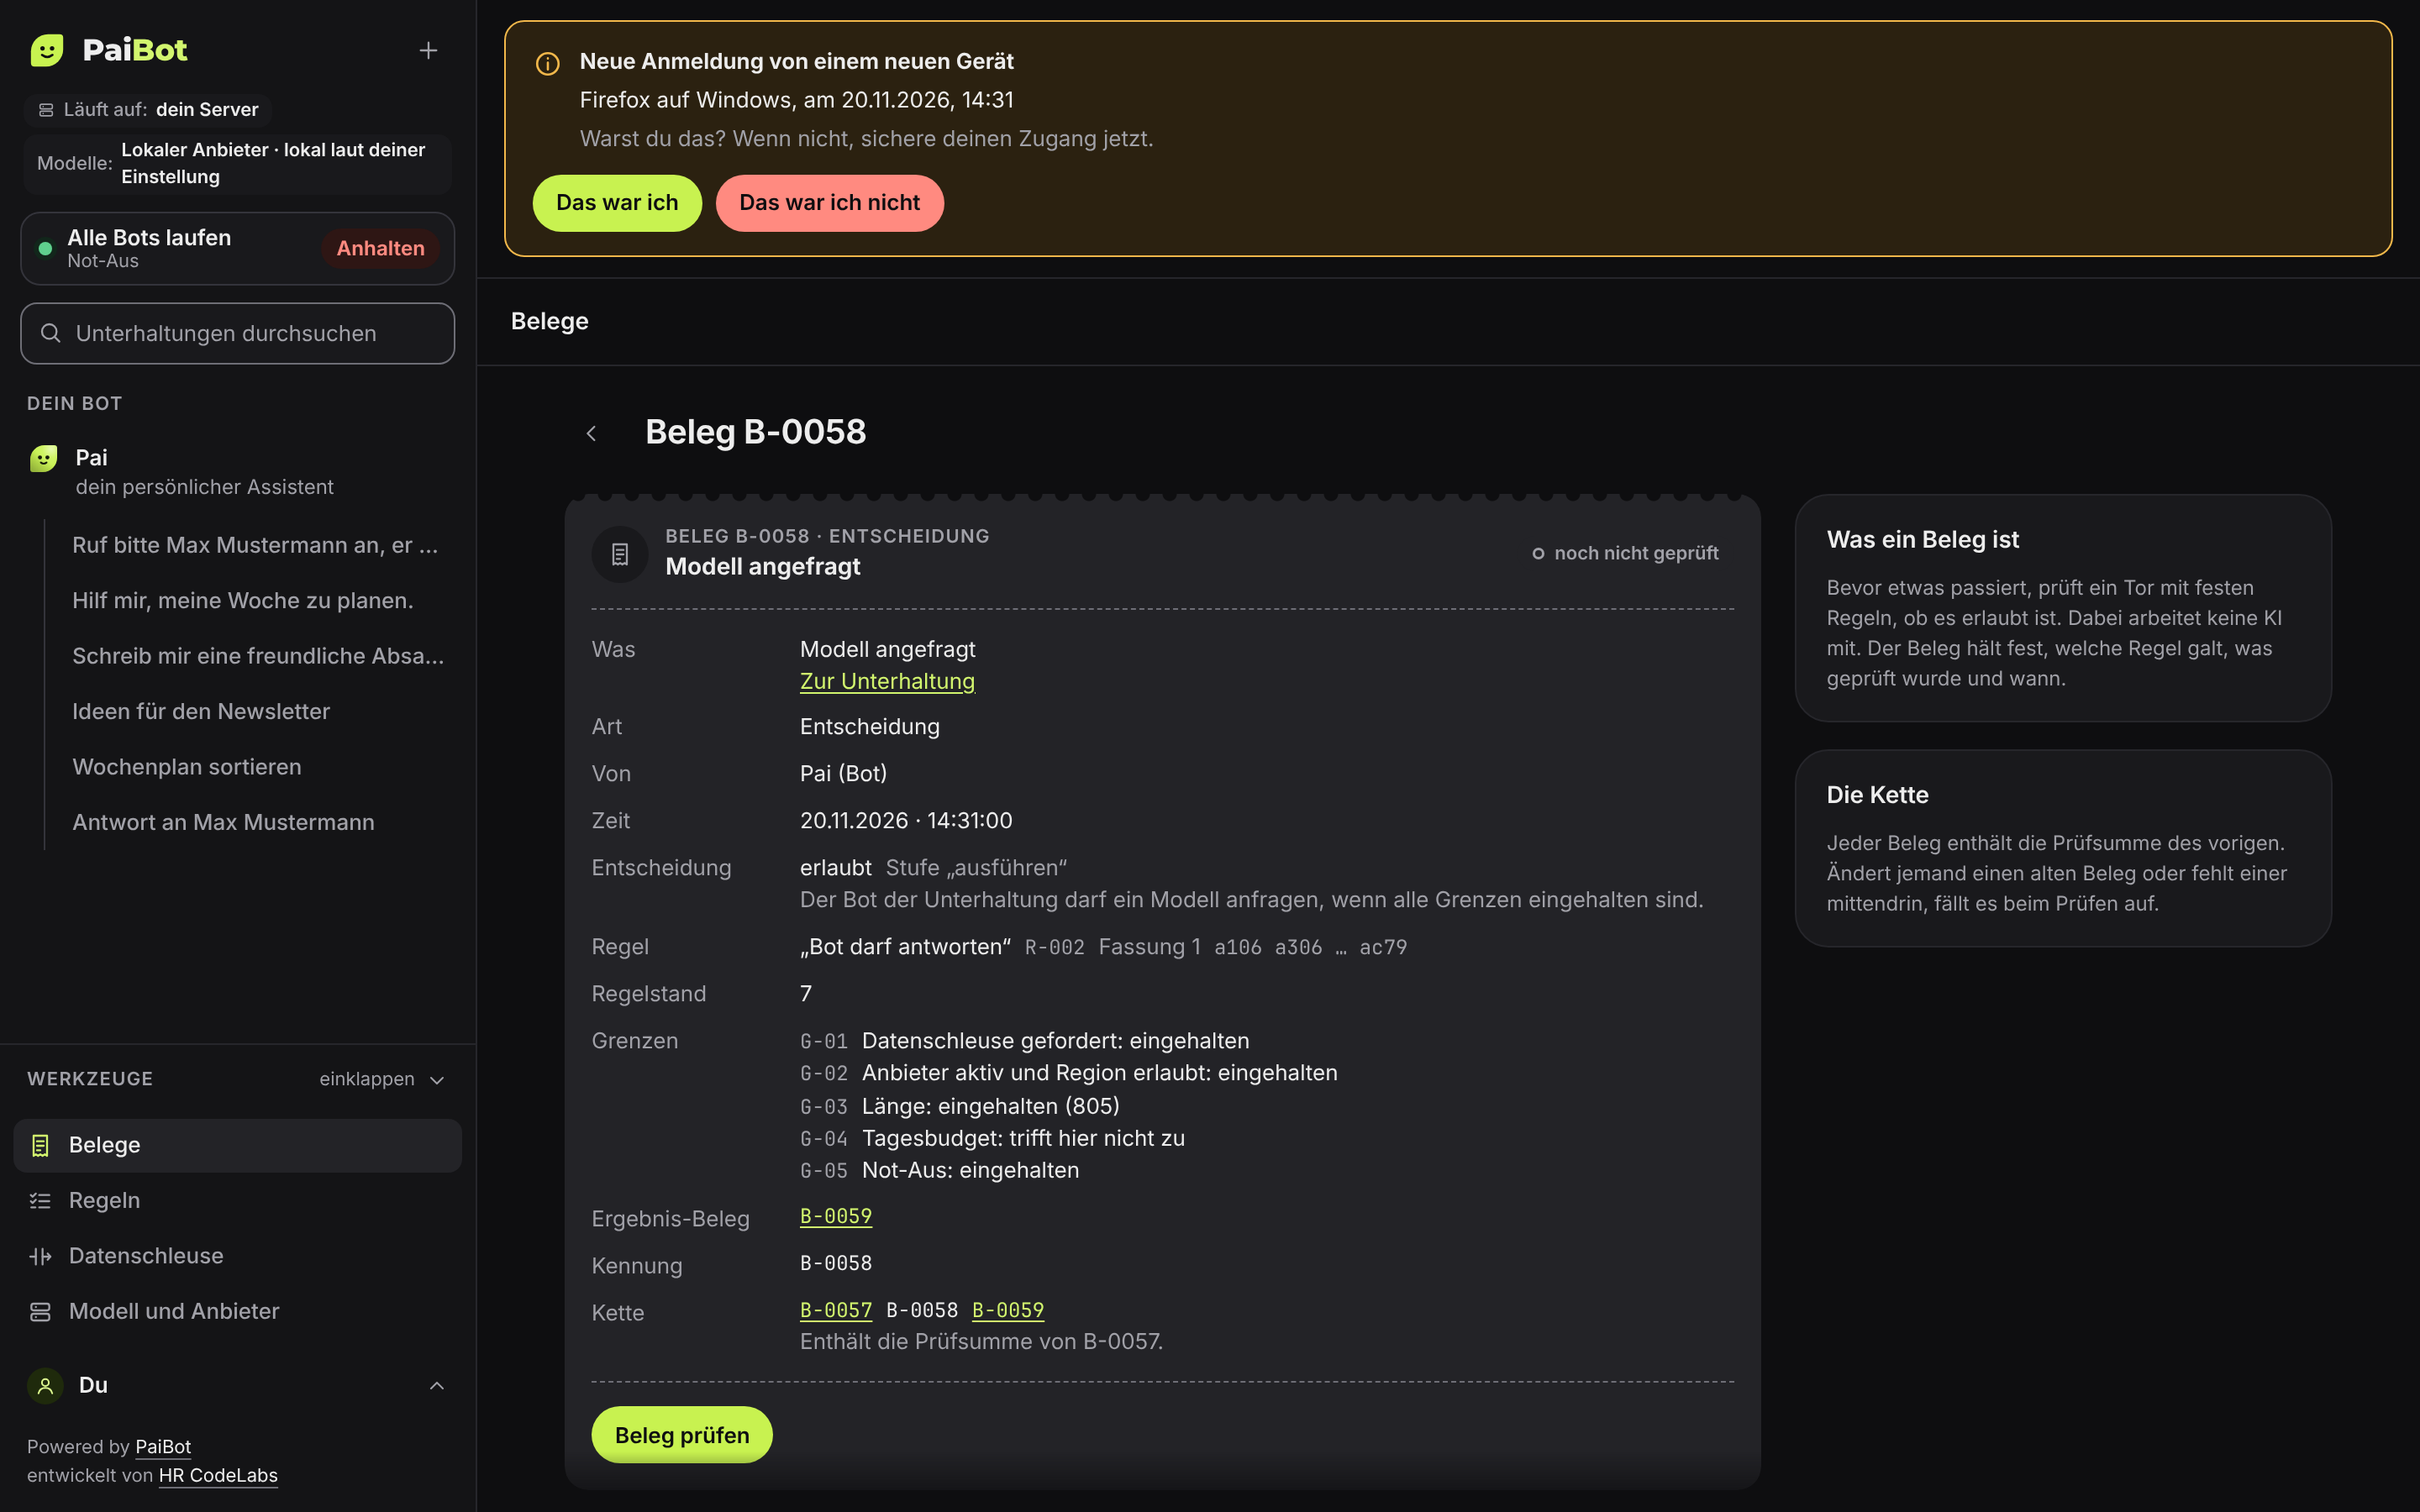 PaiBot
Läuft auf: dein Server
Modelle: Lokaler Anbieter · lokal laut deiner
Einstellung
Alle Bots laufen
Not-Aus
Anhalten
Unterhaltungen durchsuchen
DEIN BOT
Pai
dein persönlicher Assistent
Ruf bitte Max Mustermann an, er ...
Hilf mir, meine Woche zu planen.
Schreib mir eine freundliche Absa...
Ideen für den Newsletter
Wochenplan sortieren
Antwort an Max Mustermann
WERKZEUGE einklappen
Belege
Regeln
Datenschleuse
Modell und Anbieter
Du
Powered by PaiBot
entwickelt von HR CodeLabs
Neue Anmeldung von einem neuen Gerät
Firefox auf Windows, am 20.11.2026, 14:31
Warst du das? Wenn nicht, sichere deinen Zugang jetzt.
Das war ich Das war ich nicht
Belege
Beleg B-0058
BELEG B-0058 · ENTSCHEIDUNG
Modell angefragt
noch nicht geprüft
Was Modell angefragt
Zur Unterhaltung
Art Entscheidung
Von Pai (Bot)
Zeit 20.11.2026 · 14:31:00
Entscheidung erlaubt Stufe „ausführen“
Der Bot der Unterhaltung darf ein Modell anfragen, wenn alle Grenzen eingehalten sind.
Regel „Bot darf antworten“ R-002 Fassung 1 a106 a306 … ac79
Regelstand 7
Grenzen G-01 Datenschleuse gefordert: eingehalten
G-02 Anbieter aktiv und Region erlaubt: eingehalten
G-03 Länge: eingehalten (805)
G-04 Tagesbudget: trifft hier nicht zu
G-05 Not-Aus: eingehalten
Ergebnis-Beleg B-0059
Kennung B-0058
Kette B-0057 B-0058 B-0059
Enthält die Prüfsumme von B-0057.
Beleg prüfen
Was ein Beleg ist
Bevor etwas passiert, prüft ein Tor mit festen
Regeln, ob es erlaubt ist. Dabei arbeitet keine KI
mit. Der Beleg hält fest, welche Regel galt, was
geprüft wurde und wann.
Die Kette
Jeder Beleg enthält die Prüfsumme des vorigen.
Ändert jemand einen alten Beleg oder fehlt einer
mittendrin, fällt es beim Prüfen auf.